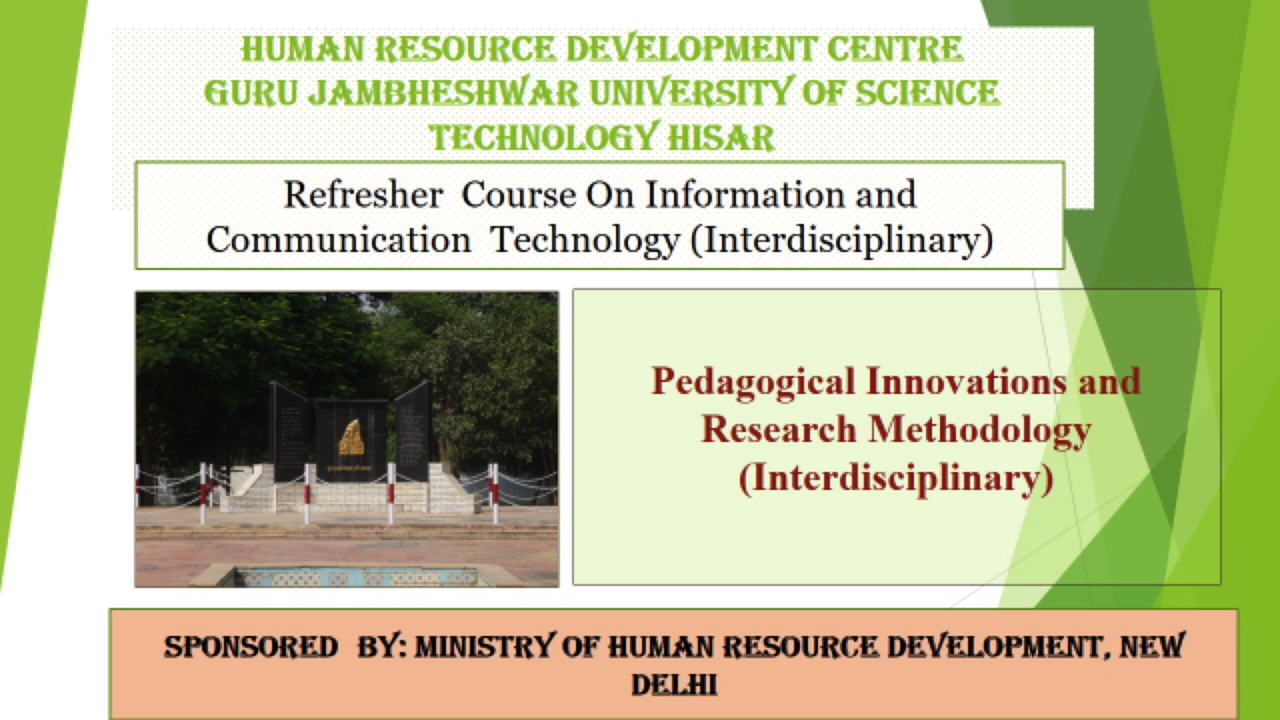 HUMAN RESOURCE DEVELOPMENT CENTRE
GURU JAMBHESHWAR UNIVERSITY OF SCIENCE
TECHNOLOGY HISAR
Refresher Course On Information and
Communication Technology (Interdisciplinary)
Pedagogical Innovations and
Research Methodology
(Interdisciplinary)
SPONSORED BY: MINISTRY OF HUMAN RESOURCE DEVELOPMENT, NEW
DELHI